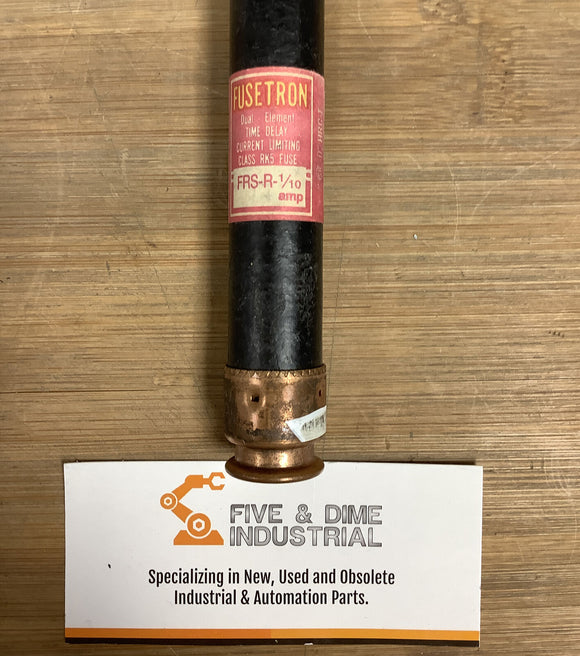 FUSETRON
Dual Element
TIME DELAY
CURRENT LIMITING
CLASS RK5 FUSE
FRS-R-1/10
amp
FIVE & DIME
INDUSTRIAL
Specializing in New, Used and Obsolete
Industrial & Automation Parts.